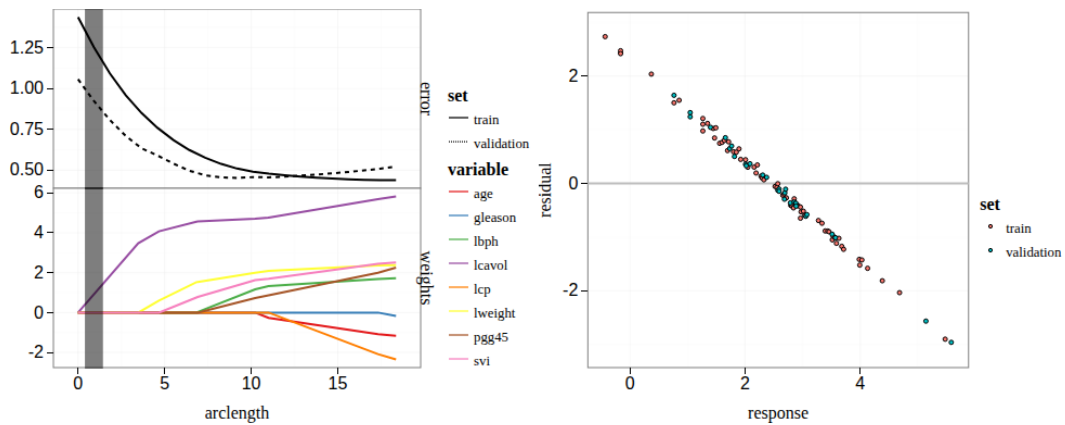 1.25
1.00
0.75
0.50
error
6
4
2
0
-2
weights
0 5 10 15
arclength
set
train
validation
variable
age
gleason
lbph
lcavol
lcp
lweight
pgg45
svi
2
0
-2
residual
0 2 4
response
set
train
validation